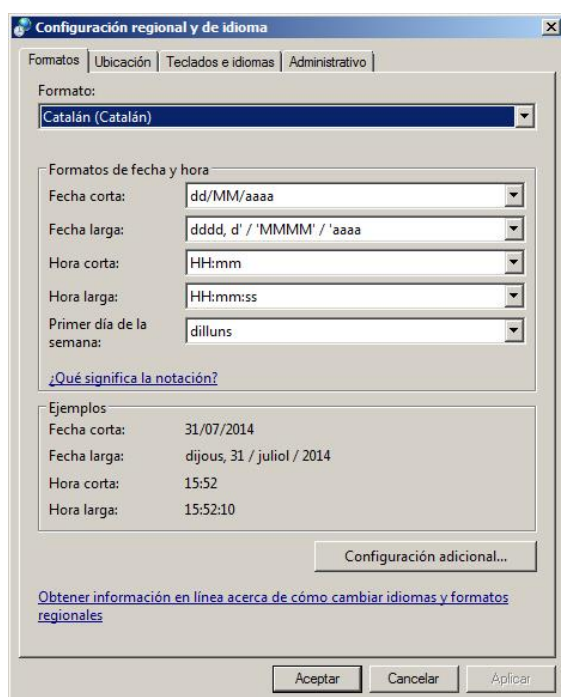 Configuración regional y de idioma
Formatos Ubicación Teclados e idiomas Administrativo
Formato:
Catalán (Catalán)
Formatos de fecha y hora
Fecha corta: dd/MM/aaaa
Fecha larga: dddd, d' / 'MMMM' / 'aaaa
Hora corta: HH:mm
Hora larga: HH:mm:ss
Primer día de la
semana: dilluns
¿Qué significa la notación?
Ejemplos
Fecha corta: 31/07/2014
Fecha larga: dijous, 31 / juliol / 2014
Hora corta: 15:52
Hora larga: 15:52:10
Configuración adicional...
Obtener información en línea acerca de cómo cambiar idiomas y formatos
regionales
Aceptar Cancelar Aplicar